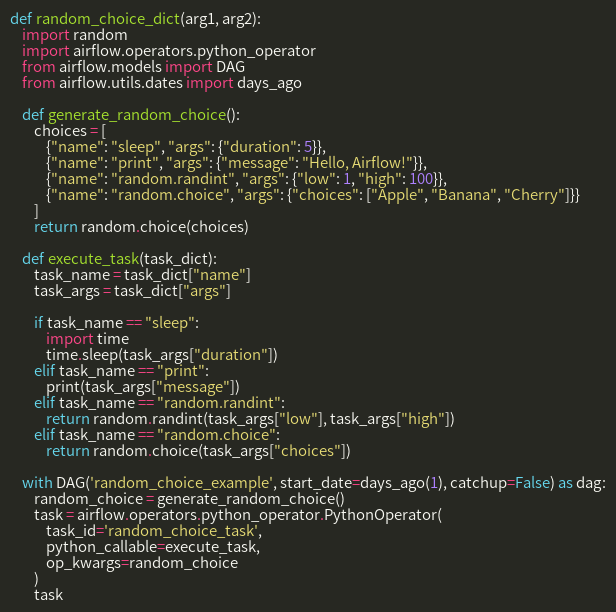 def random_choice_dict(arg1, arg2):
import random
import airflow.operators.python_operator
from airflow.models import DAG
from airflow.utils.dates import days_ago
def generate_random_choice():
choices = [
{"name": "sleep", "args": {"duration": 5}},
{"name": "print", "args": {"message": "Hello, Airflow!"}},
{"name": "random.randint", "args": {"low": 1, "high": 100}},
{"name": "random.choice", "args": {"choices": ["Apple", "Banana", "Cherry"]}}
]
return random.choice(choices)
def execute_task(task_dict):
task_name = task_dict["name"]
task_args = task_dict["args"]
if task_name == "sleep":
import time
time.sleep(task_args["duration"])
elif task_name == "print":
print(task_args["message"])
elif task_name == "random.randint":
return random.randint(task_args["low"], task_args["high"])
elif task_name == "random.choice":
return random.choice(task_args["choices"])
with DAG('random_choice_example', start_date=days_ago(1), catchup=False) as dag:
random_choice = generate_random_choice()
task = airflow.operators.python_operator.PythonOperator(
task_id='random_choice_task',
python_callable=execute_task,
op_kwargs=random_choice
)
task